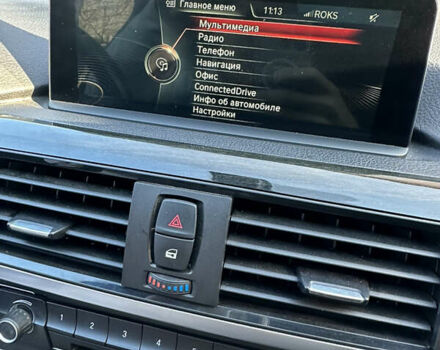 Главное меню 11:13 ROKS
Мультимедиа
Радио
Телефон
Навигация
Офис
ConnectedDrive
Инфо об автомобиле
Настройки
1 2 3 4 5